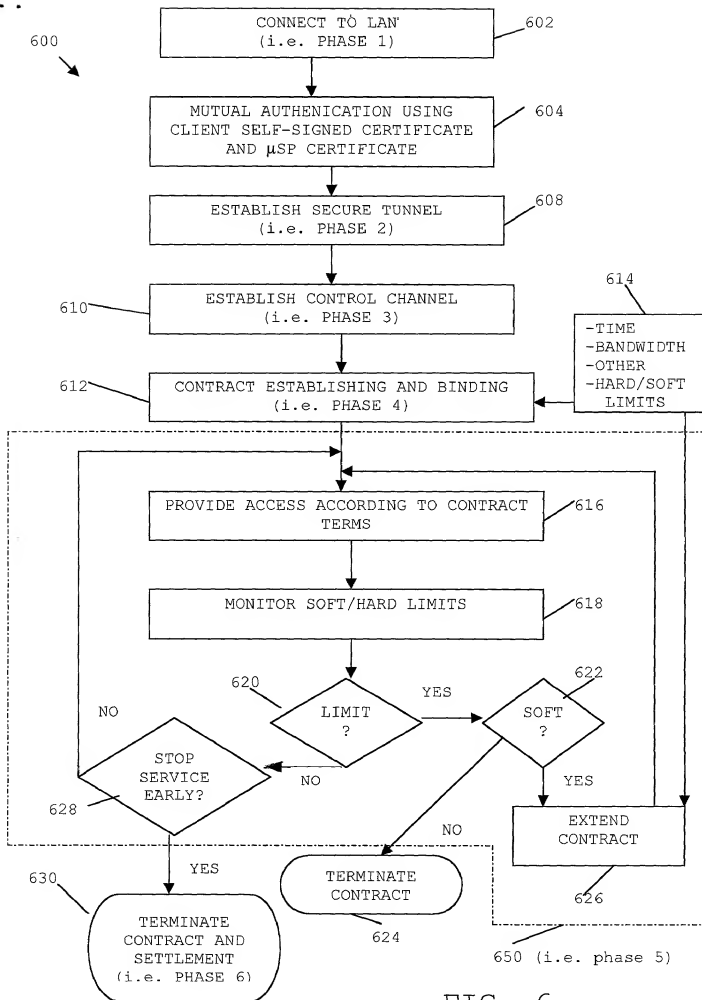 600
CONNECT TO LAN
(i.e. PHASE 1)
602
MUTUAL AUTHENICATION USING
CLIENT SELF-SIGNED CERTIFICATE
AND µSP CERTIFICATE
604
ESTABLISH SECURE TUNNEL
(i.e. PHASE 2)
608
610
ESTABLISH CONTROL CHANNEL
(i.e. PHASE 3)
614
-TIME
-BANDWIDTH
-OTHER
-HARD/SOFT
LIMITS
612
CONTRACT ESTABLISHING AND BINDING
(i.e. PHASE 4)
PROVIDE ACCESS ACCORDING TO CONTRACT
TERMS
616
MONITOR SOFT/HARD LIMITS
618
620
LIMIT
?
YES
622
SOFT
?
NO
STOP
SERVICE
EARLY?
628
NO
YES
EXTEND
CONTRACT
626
NO
TERMINATE
CONTRACT
624
YES
630
TERMINATE
CONTRACT AND
SETTLEMENT
(i.e. PHASE 6)
650 (i.e. phase 5)
FIG. 6